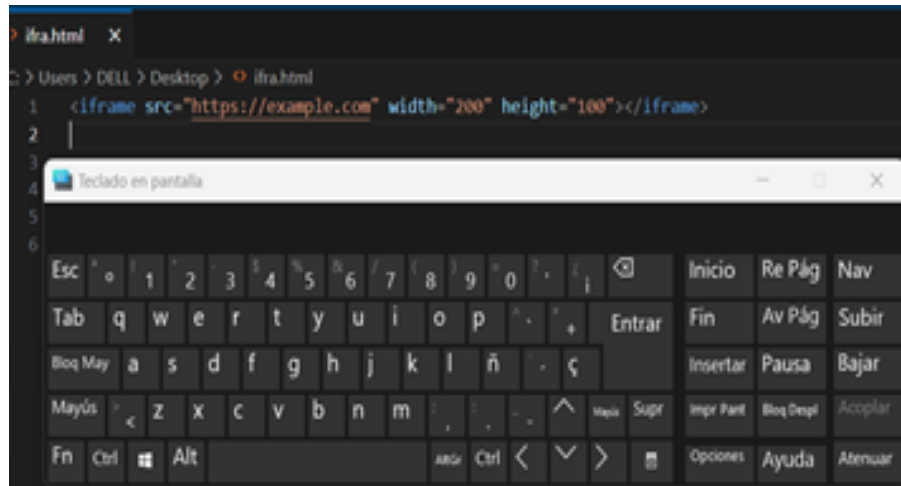 ifra.html X
C: > Users > DELL > Desktop > ifra.html
1 <iframe src="https://example.com" width="200" height="100"></iframe>
2
3
4
5
6
Teclado en pantalla
Esc º 1 2 3 4 5 6 7 8 9 0 ' ¡ Inicio Re Pág Nav
Tab q w e r t y u i o p ` + Entrar Fin Av Pág Subir
Bloq May a s d f g h j k l ñ ´ ç Insertar Pausa Bajar
Mayús > < z x c v b n m ; , : . _ - Mayús Supr Impr Pant Bloq Despl Acoplar
Fn Ctrl Alt AltGr Ctrl Opciones Ayuda Atenuar